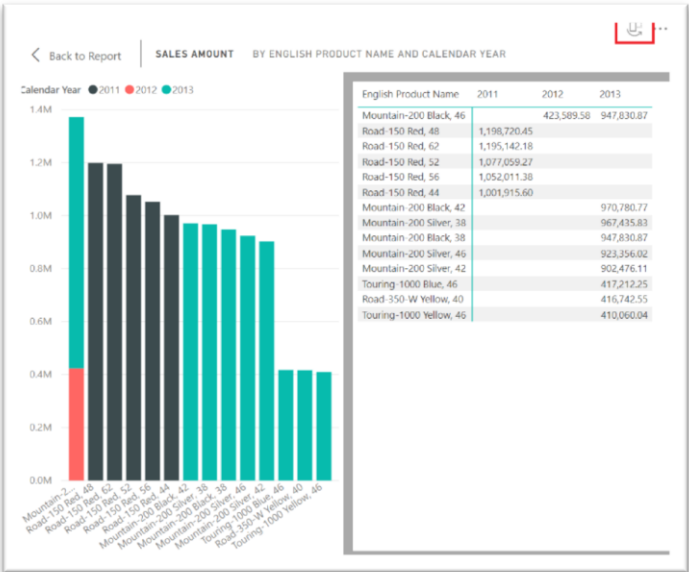 Back to Report
SALES AMOUNT BY ENGLISH PRODUCT NAME AND CALENDAR YEAR
Calendar Year 2011 2012 2013
1.4M
1.2M
1.0M
0.8M
0.6M
0.4M
0.2M
0.0M
Mountain-2...
Road-150 Red, 48
Road-150 Red, 62
Road-150 Red, 52
Road-150 Red, 56
Road-150 Red, 44
Mountain-200 Black, 42
Mountain-200 Silver, 38
Mountain-200 Black, 38
Mountain-200 Silver, 46
Mountain-200 Silver, 42
Touring-1000 Blue, 46
Road-350-W Yellow, 40
Touring-1000 Yellow, 46
English Product Name 2011 2012 2013
Mountain-200 Black, 46 423,589.58 947,830.87
Road-150 Red, 48 1,198,720.45
Road-150 Red, 62 1,195,142.18
Road-150 Red, 52 1,077,059.27
Road-150 Red, 56 1,052,011.38
Road-150 Red, 44 1,001,915.60
Mountain-200 Black, 42 970,780.77
Mountain-200 Silver, 38 967,435.83
Mountain-200 Black, 38 947,830.87
Mountain-200 Silver, 46 923,356.02
Mountain-200 Silver, 42 902,476.11
Touring-1000 Blue, 46 417,212.25
Road-350-W Yellow, 40 416,742.55
Touring-1000 Yellow, 46 410,060.04